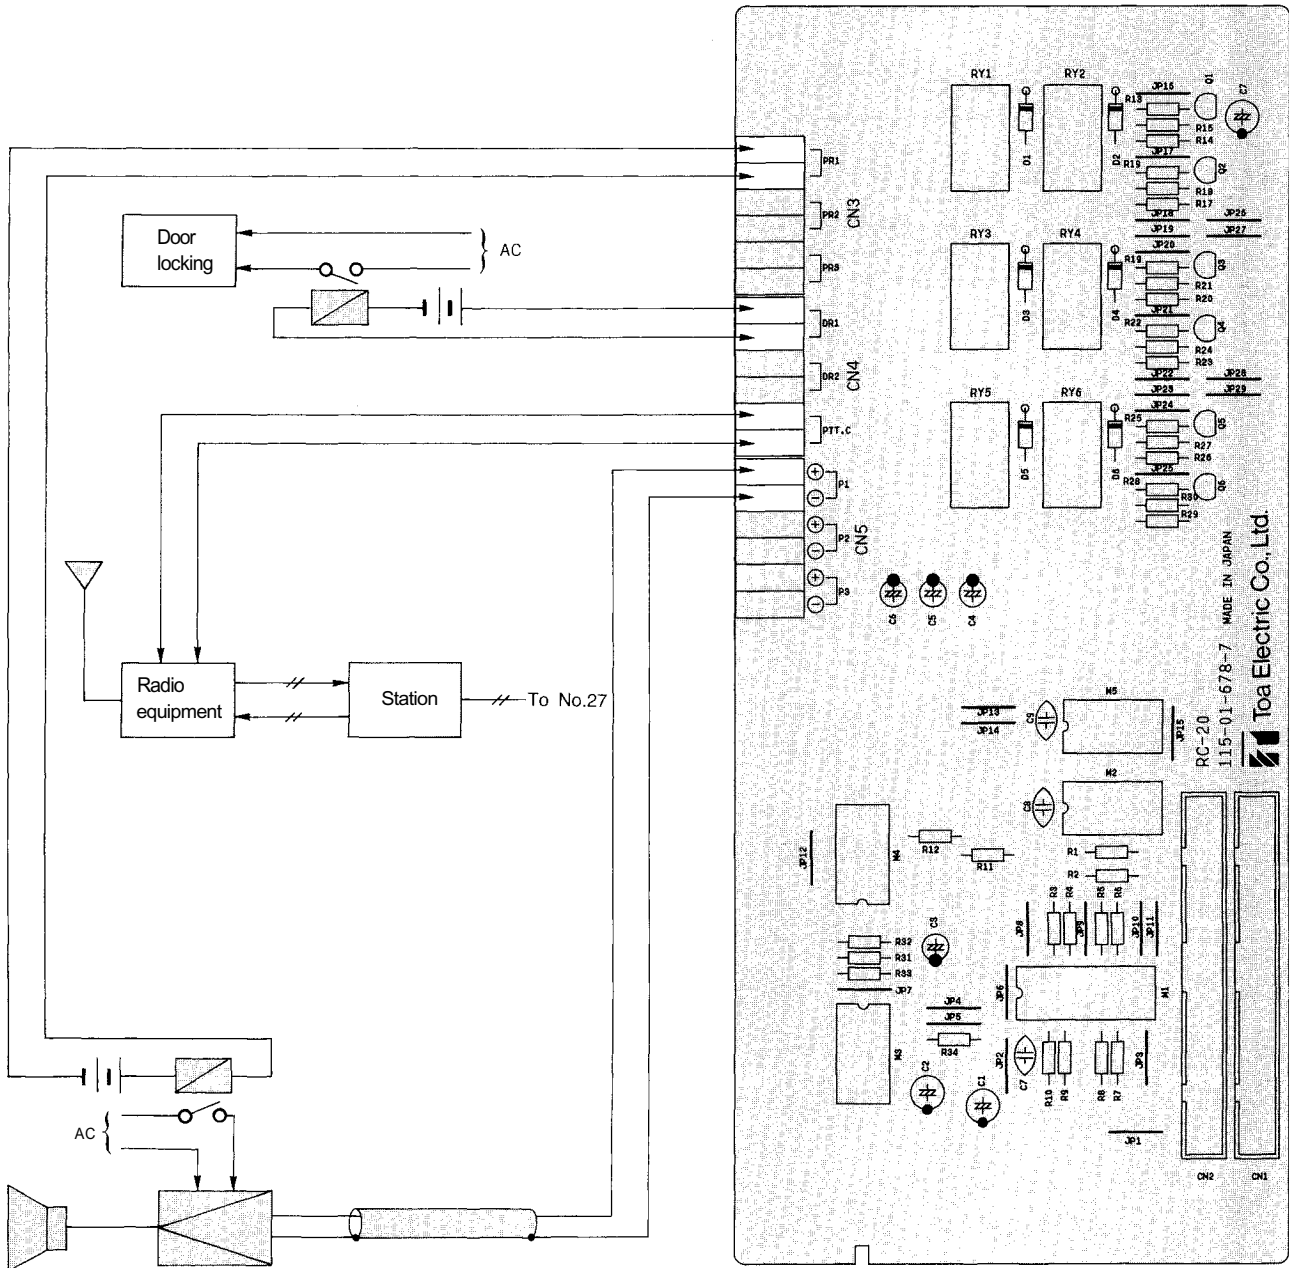 RY1
RY2
JP16
Q1
C7
R13
R15
R14
D1
D2
JP17
R19
Q2
R18
R17
PR1
PR2
PR3
CN3
JP18
JP26
JP19
JP27
Door
locking
AC
RY3
RY4
JP20
R19
Q3
R21
R20
D3
D4
JP21
R22
Q4
R24
R23
DR1
DR2
PTT.C
CN4
JP22
JP28
JP23
JP29
RY5
RY6
JP24
R25
Q5
R27
R26
D5
D6
JP25
R28
Q6
R30
R29
+
−
P1
+
−
P2
+
−
P3
CN5
C6
C5
C4
Radio
equipment
Station
To No.27
JP13
JP14
C9
M5
JP15
RC-20
115-01-678-7 MADE IN JAPAN
Toa Electric Co., Ltd.
C8
M2
JP12
M4
R12
R11
R1
R2
R3
R4
R5
R6
JP8
JP9
JP10
JP11
C3
R32
R31
R33
JP7
JP6
M1
JP4
JP5
R34
M3
C2
C1
JP2
C7
R10
R9
R8
R7
JP3
JP1
CN2
CN1
AC